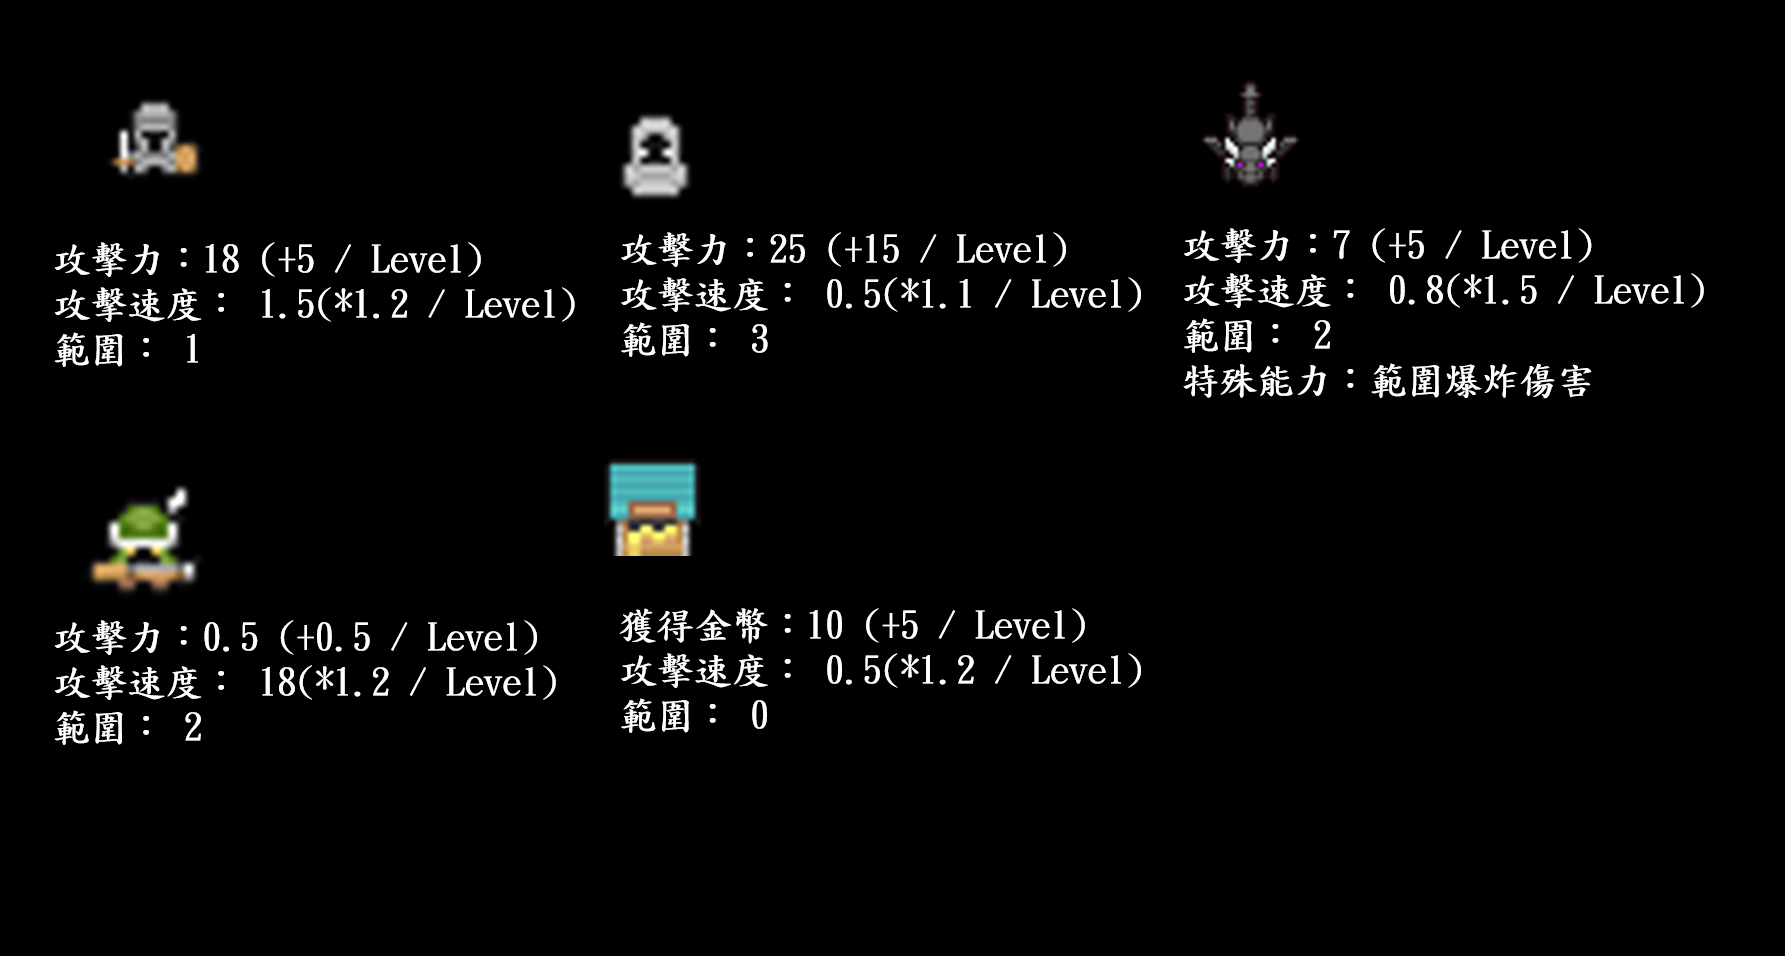 攻擊力：18 (+5 / Level)
攻擊速度： 1.5(*1.2 / Level)
範圍： 1
攻擊力：25 (+15 / Level)
攻擊速度： 0.5(*1.1 / Level)
範圍： 3
攻擊力：7 (+5 / Level)
攻擊速度： 0.8(*1.5 / Level)
範圍： 2
特殊能力：範圍爆炸傷害
攻擊力：0.5 (+0.5 / Level)
攻擊速度： 18(*1.2 / Level)
範圍： 2
獲得金幣：10 (+5 / Level)
攻擊速度： 0.5(*1.2 / Level)
範圍： 0